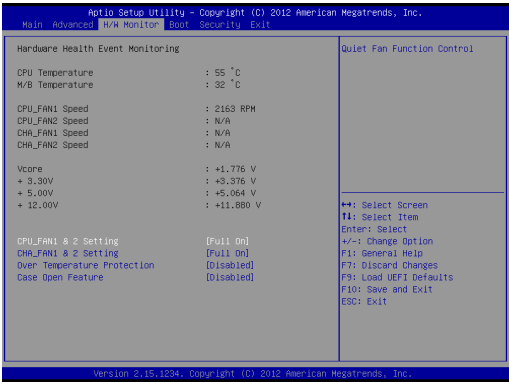 Aptio Setup Utility – Copyright (C) 2012 American Megatrends, Inc.
Main Advanced H/W Monitor Boot Security Exit
Hardware Health Event Monitoring
Quiet Fan Function Control
CPU Temperature : 55 °C
M/B Temperature : 32 °C
CPU_FAN1 Speed : 2163 RPM
CPU_FAN2 Speed : N/A
CHA_FAN1 Speed : N/A
CHA_FAN2 Speed : N/A
Vcore : +1.776 V
+ 3.30V : +3.376 V
+ 5.00V : +5.064 V
+ 12.00V : +11.880 V
CPU_FAN1 & 2 Setting [Full On]
CHA_FAN1 & 2 Setting [Full On]
Over Temperature Protection [Disabled]
Case Open Feature [Disabled]
↔: Select Screen
↑↓: Select Item
Enter: Select
+/-: Change Option
F1: General Help
F7: Discard Changes
F9: Load UEFI Defaults
F10: Save and Exit
ESC: Exit
Version 2.15.1234. Copyright (C) 2012 American Megatrends, Inc.